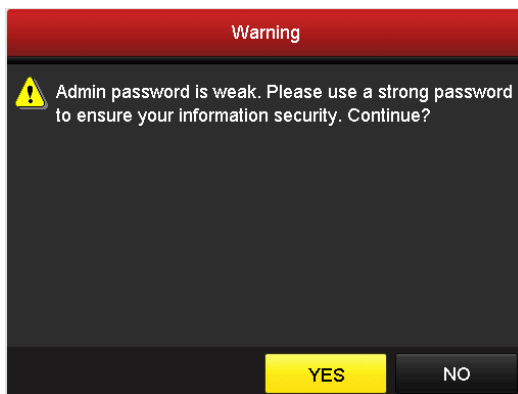 Warning
Admin password is weak. Please use a strong password
to ensure your information security. Continue?
YES
NO